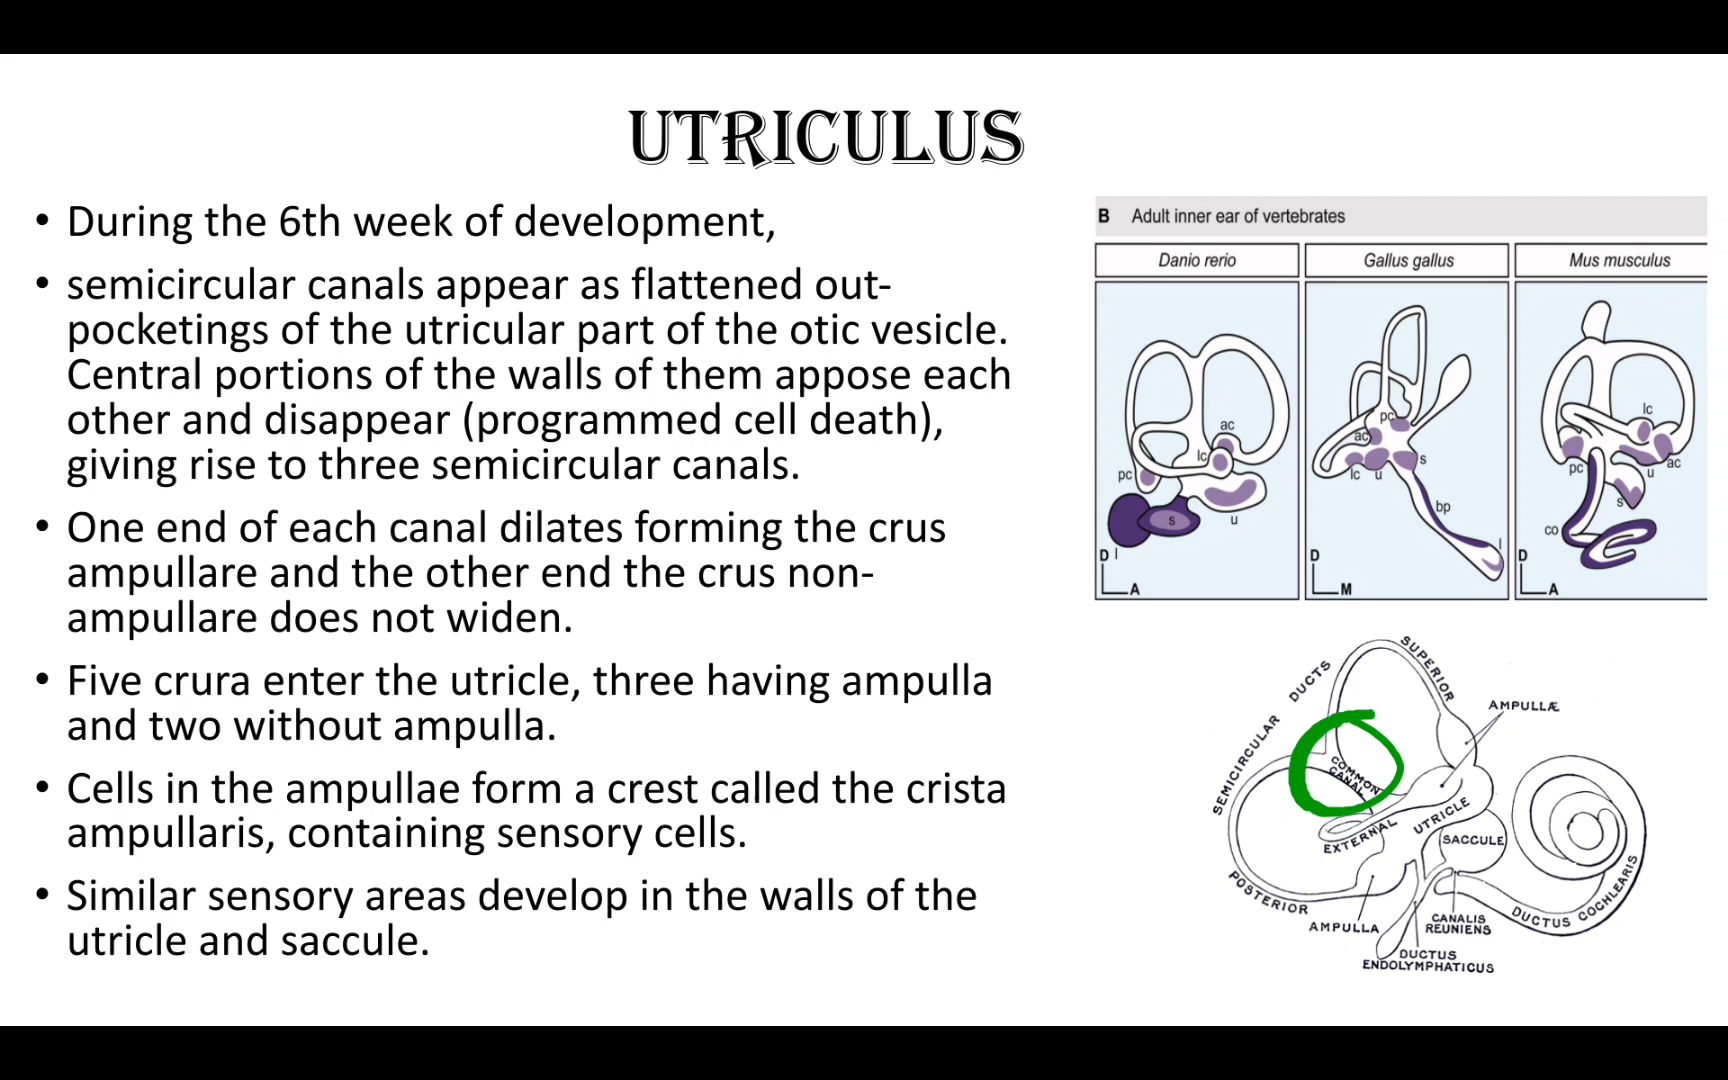 UTRICULUS
• During the 6th week of development,
• semicircular canals appear as flattened out-
pocketings of the utricular part of the otic vesicle.
Central portions of the walls of them appose each
other and disappear (programmed cell death),
giving rise to three semicircular canals.
• One end of each canal dilates forming the crus
ampullare and the other end the crus non-
ampullare does not widen.
• Five crura enter the utricle, three having ampulla
and two without ampulla.
• Cells in the ampullae form a crest called the crista
ampullaris, containing sensory cells.
• Similar sensory areas develop in the walls of the
utricle and saccule.
B Adult inner ear of vertebrates
Danio rerio
ac
lc
pc
s
u
l
D
A
Gallus gallus
pc
ac
s
lc
u
bp
l
D
M
Mus musculus
lc
pc
ac
u
s
co
D
A
SEMICIRCULAR DUCTS
SUPERIOR
AMPULLÆ
COMMON
CANAL
UTRICLE
EXTERNAL
SACCULE
POSTERIOR
AMPULLA
CANALIS
REUNIENS
DUCTUS COCHLEARIS
DUCTUS
ENDOLYMPHATICUS